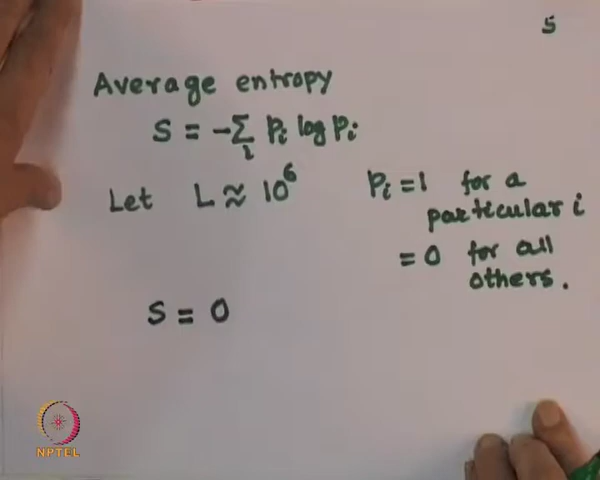 5
Average entropy
S = -∑ᵢ Pᵢ log Pᵢ
Let L ≈ 10⁶
Pᵢ = 1 for a
particular i
= 0 for all
others.
S = 0
NPTEL